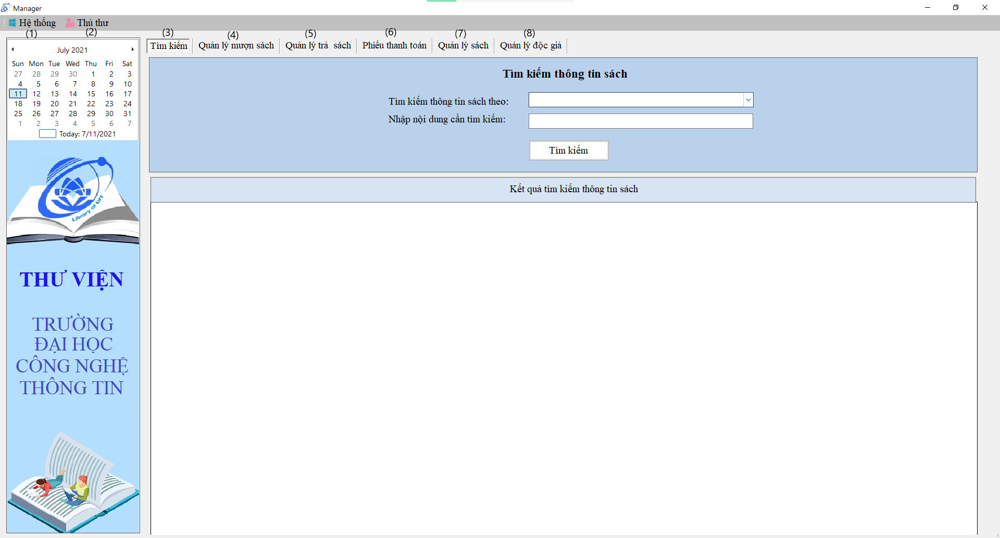 Manager
Hệ thống Thủ thư
(1) (2) (3) (4) (5) (6) (7) (8)
Tìm kiếm Quản lý mượn sách Quản lý trả  sách Phiếu thanh toán Quản lý sách Quản lý độc giả
July 2021
Sun Mon Tue Wed Thu Fri Sat
27 28 29 30 1 2 3
4 5 6 7 8 9 10
11 12 13 14 15 16 17
18 19 20 21 22 23 24
25 26 27 28 29 30 31
1 2 3 4 5 6 7
Today: 7/11/2021
Library of UIT
THƯ VIỆN
TRƯỜNG
ĐẠI HỌC
CÔNG NGHỆ
THÔNG TIN
Tìm kiếm thông tin sách
Tìm kiếm thông tin sách theo:
Nhập nội dung cần tìm kiếm:
Tìm kiếm
Kết quả tìm kiếm thông tin sách